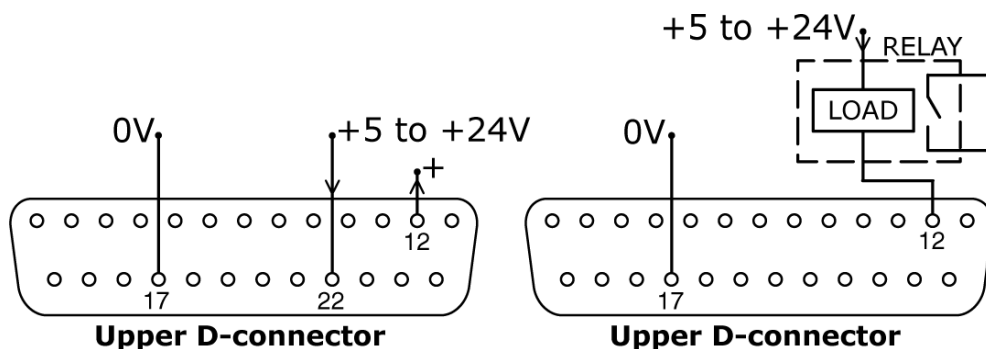 +5 to +24V
RELAY
LOAD
0V
+5 to +24V
+
0V
12
12
17
22
17
Upper D-connector
Upper D-connector